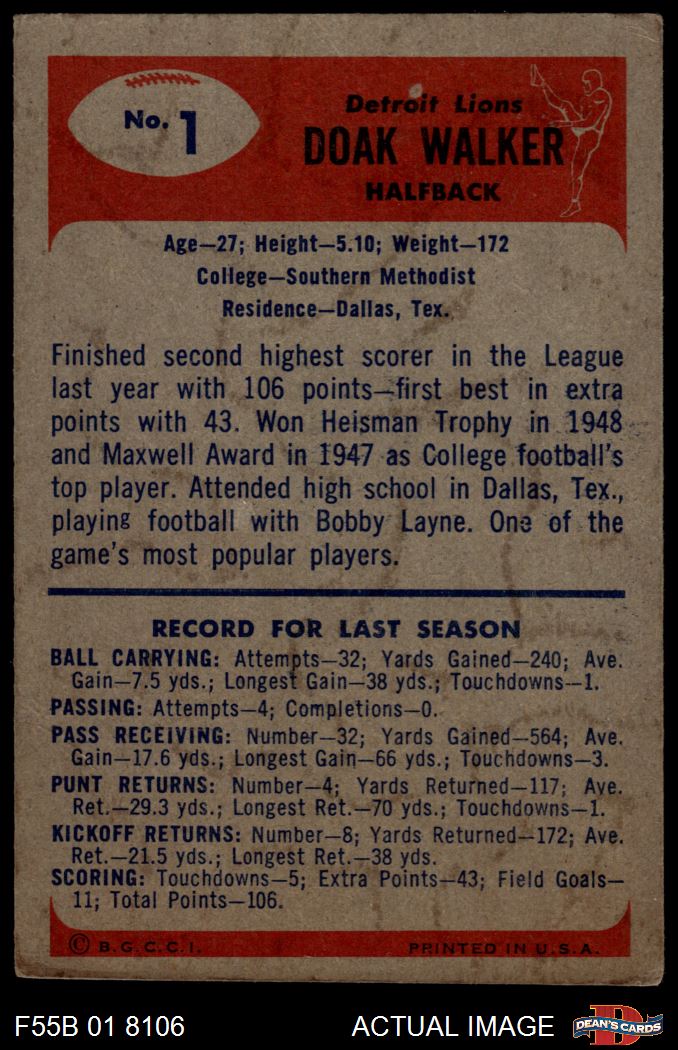 No. 1
Detroit Lions
DOAK WALKER
HALFBACK
Age—27; Height—5.10; Weight—172
College—Southern Methodist
Residence—Dallas, Tex.
Finished second highest scorer in the League
last year with 106 points—first best in extra
points with 43. Won Heisman Trophy in 1948
and Maxwell Award in 1947 as College football's
top player. Attended high school in Dallas, Tex.,
playing football with Bobby Layne. One of the
game's most popular players.
RECORD FOR LAST SEASON
BALL CARRYING: Attempts—32; Yards Gained—240; Ave.
Gain—7.5 yds.; Longest Gain—38 yds.; Touchdowns—1.
PASSING: Attempts—4; Completions—0.
PASS RECEIVING: Number—32; Yards Gained—564; Ave.
Gain—17.6 yds.; Longest Gain—66 yds.; Touchdowns—3.
PUNT RETURNS: Number—4; Yards Returned—117; Ave.
Ret.—29.3 yds.; Longest Ret.—70 yds.; Touchdowns—1.
KICKOFF RETURNS: Number—8; Yards Returned—172; Ave.
Ret.—21.5 yds.; Longest Ret.—38 yds.
SCORING: Touchdowns—5; Extra Points—43; Field Goals—
11; Total Points—106.
© B.G.C.C.I. PRINTED IN U.S.A.
F55B 01 8106 ACTUAL IMAGE D DEAN'S CARDS